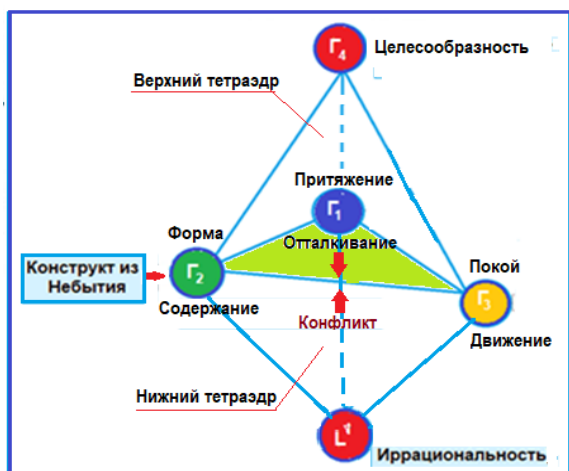 Г₄
Целесообразность
Верхний тетраэдр
Притяжение
Г₁
Форма
Отталкивание
Конструкт из
Небытия
Г₂
Покой
Г₃
Содержание
Конфликт
Движение
Нижний тетраэдр
Иррациональность